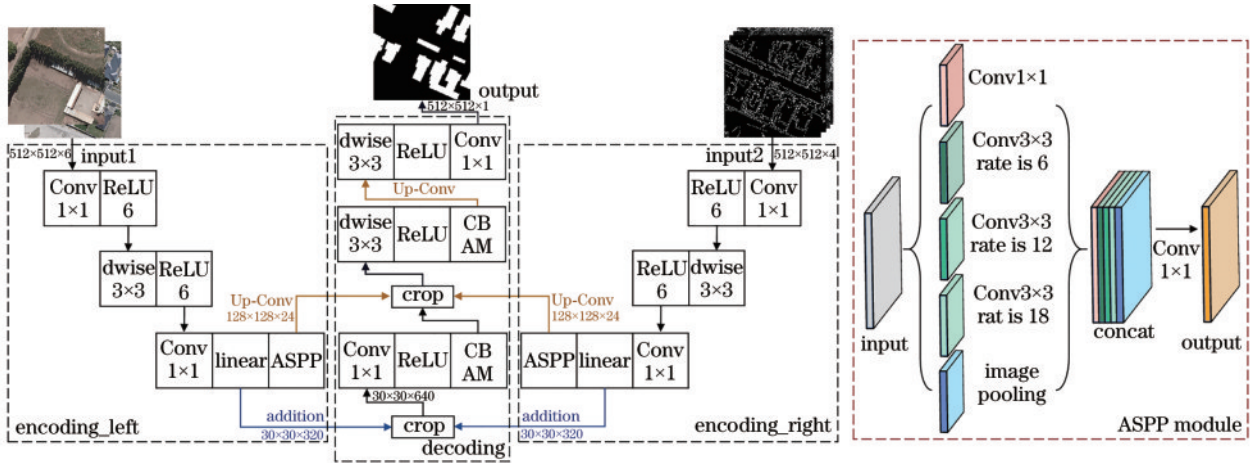 output
512×512×1
512×512×6
input1
Conv
1×1
ReLU
6
dwise
3×3
ReLU
6
Conv
1×1
linear
ASPP
encoding_left
Up-Conv
128×128×24
addition
30×30×320
dwise
3×3
ReLU
Conv
1×1
Up-Conv
dwise
3×3
ReLU
CB
AM
crop
Conv
1×1
ReLU
CB
AM
30×30×640
crop
decoding
input2
512×512×4
ReLU
6
Conv
1×1
ReLU
6
dwise
3×3
Up-Conv
128×128×24
ASPP
linear
Conv
1×1
addition
30×30×320
encoding_right
Conv1×1
Conv3×3
rate is 6
Conv3×3
rate is 12
Conv3×3
rat is 18
image
pooling
input
concat
Conv
1×1
output
ASPP module